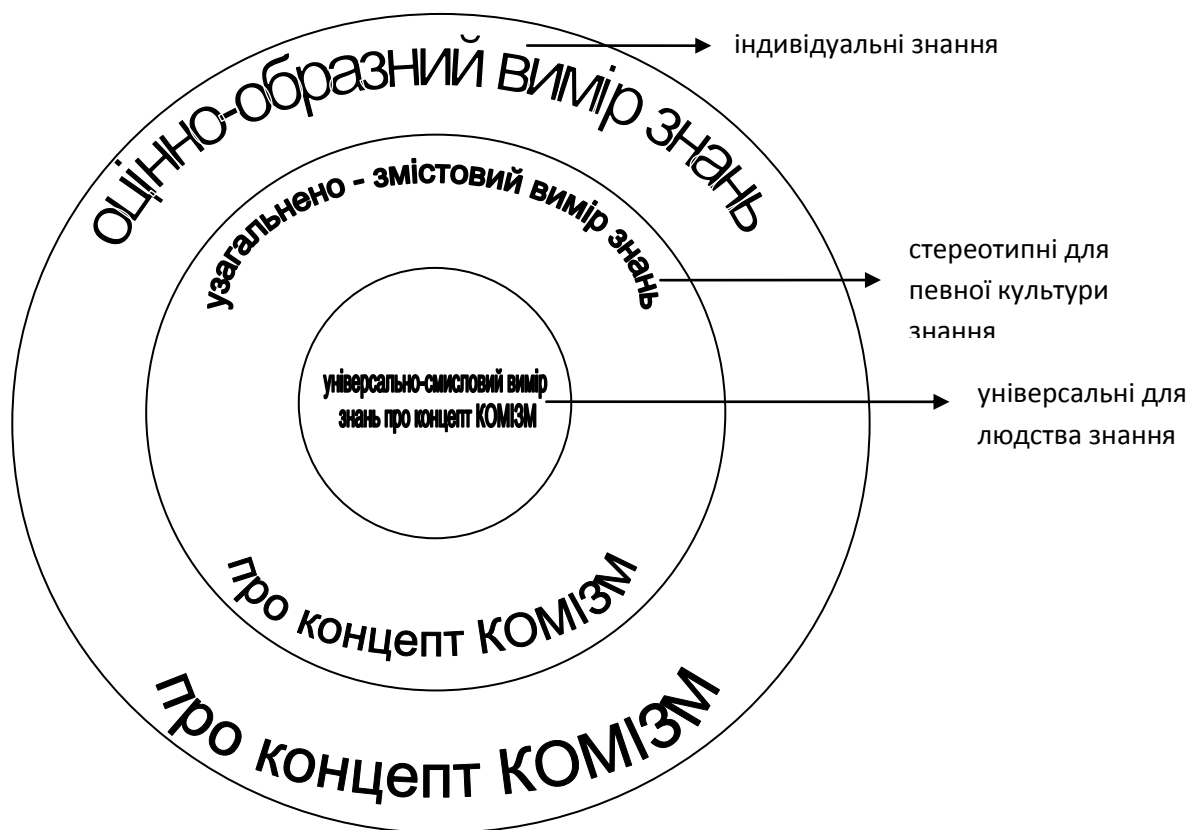 оцінно-образний вимір знань
про концепт КОМІЗМ
узагальнено - змістовий вимір знань
про концепт КОМІЗМ
універсально-смисловий вимір
знань про концепт КОМІЗМ
індивідуальні знання
стереотипні для
певної культури
знання
універсальні для
людства знання